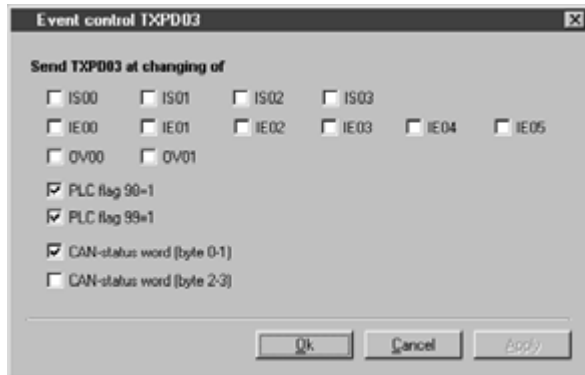 Event control TXPD03
Send TXPD03 at changing of
IS00 IS01 IS02 IS03
IE00 IE01 IE02 IE03 IE04 IE05
OV00 OV01
PLC flag 98=1
PLC flag 99=1
CAN-status word (byte 0-1)
CAN-status word (byte 2-3)
Ok Cancel Apply